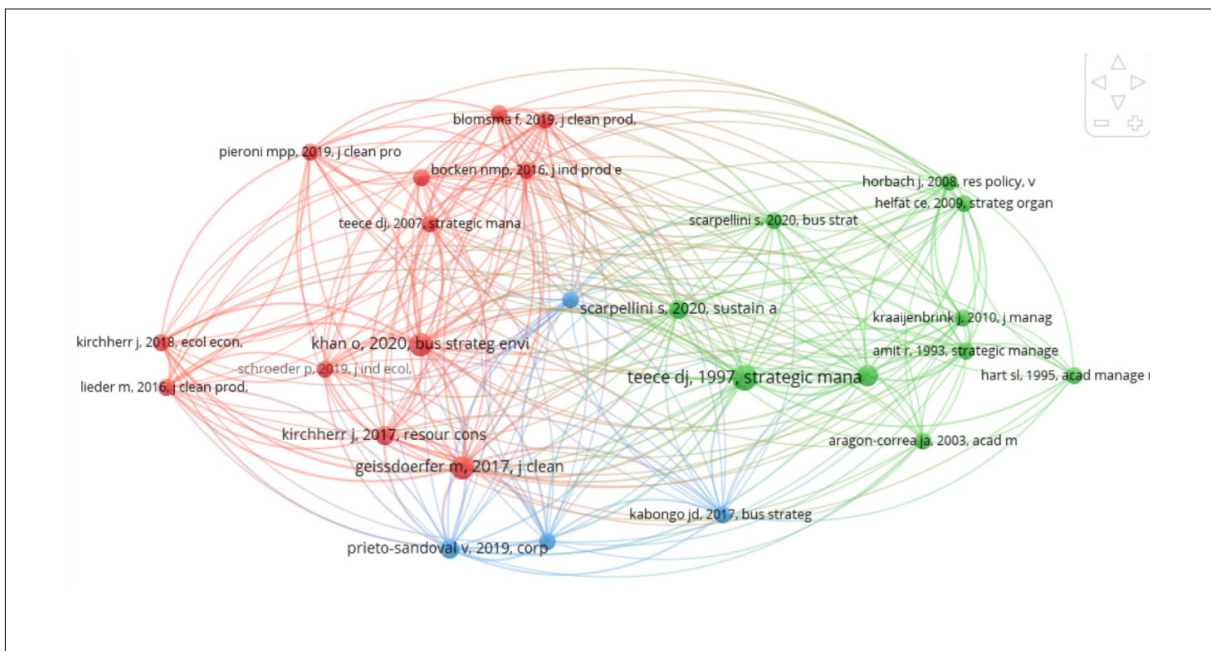 blomsma f, 2019, j clean prod,
pieroni mpp, 2019, j clean pro
bocken nmp, 2016, j ind prod e
horbach j, 2008, res policy, v
helfat ce, 2009, strateg organ
teece dj, 2007, strategic mana
scarpellini s, 2020, bus strat
scarpellini s, 2020, sustain a
kraaijenbrink j, 2010, j manag
kirchherr j, 2018, ecol econ,
khan o, 2020, bus strateg envi
amit r, 1993, strategic manage
schroeder p, 2019, j ind ecol,
teece dj, 1997, strategic mana
hart sl, 1995, acad manage r
lieder m, 2016, j clean prod,
kirchherr j, 2017, resour cons
aragon-correa ja, 2003, acad m
geissdoerfer m, 2017, j clean
kabongo jd, 2017, bus strateg
prieto-sandoval v, 2019, corp